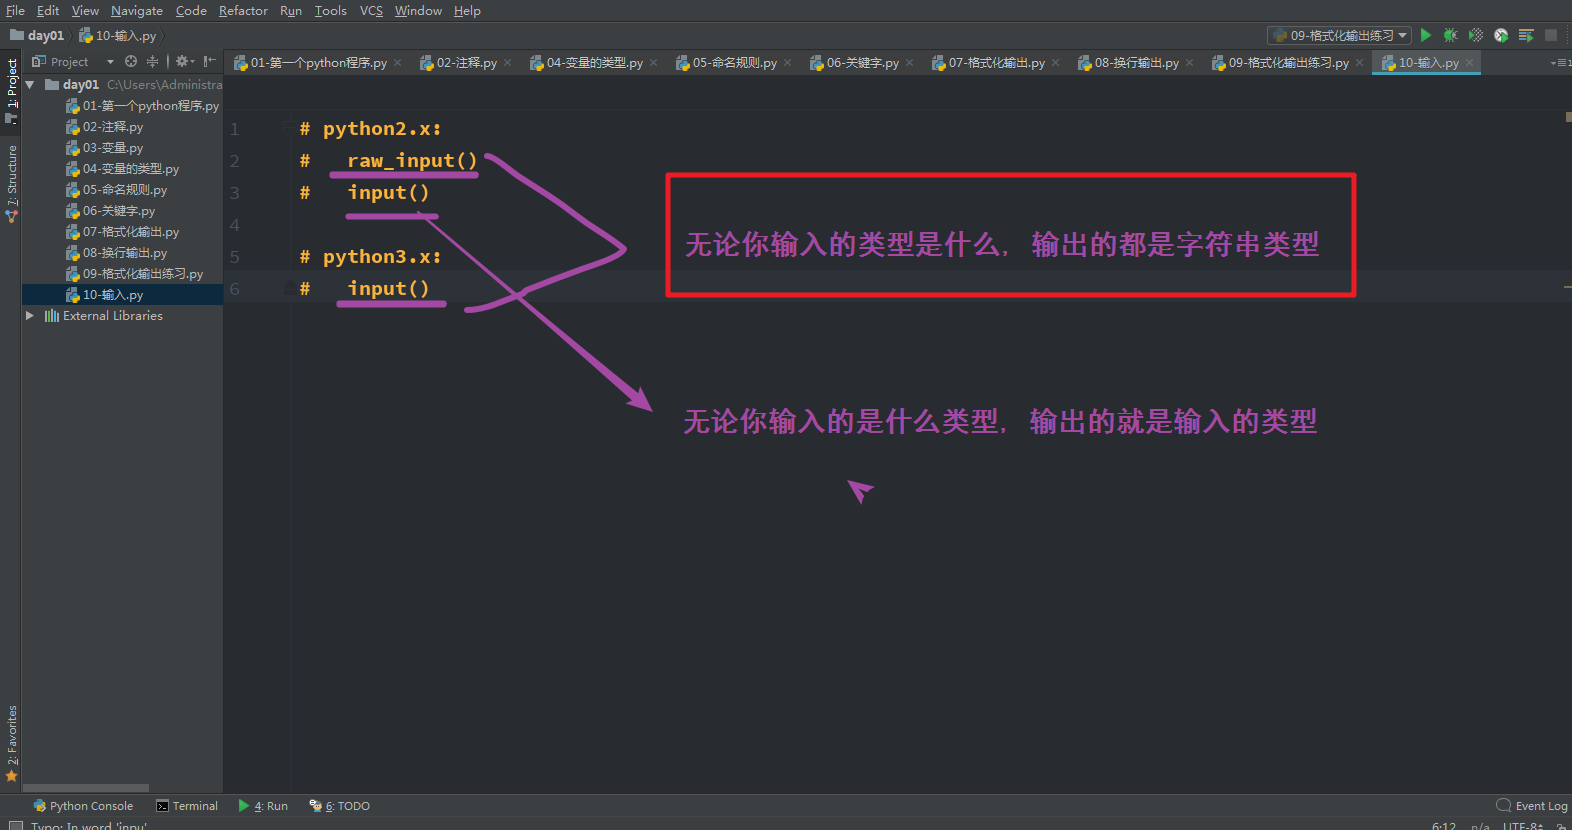 File Edit View Navigate Code Refactor Run Tools VCS Window Help
day01 10-输入.py 09-格式化输出练习
1: Project
7: Structure
2: Favorites
Project
day01 C:\Users\Administra
01-第一个python程序.py
02-注释.py
03-变量.py
04-变量的类型.py
05-命名规则.py
06-关键字.py
07-格式化输出.py
08-换行输出.py
09-格式化输出练习.py
10-输入.py
External Libraries
01-第一个python程序.py 02-注释.py 04-变量的类型.py 05-命名规则.py 06-关键字.py 07-格式化输出.py 08-换行输出.py 09-格式化输出练习.py 10-输入.py
1 # python2.x:
2 # raw_input()
3 # input()
4
5 # python3.x:
6 # input()
无论你输入的类型是什么, 输出的都是字符串类型
无论你输入的是什么类型, 输出的就是输入的类型
Python Console Terminal 4: Run 6: TODO Event Log
Typo: In word 'inpu' 6:12 n/a UTF-8